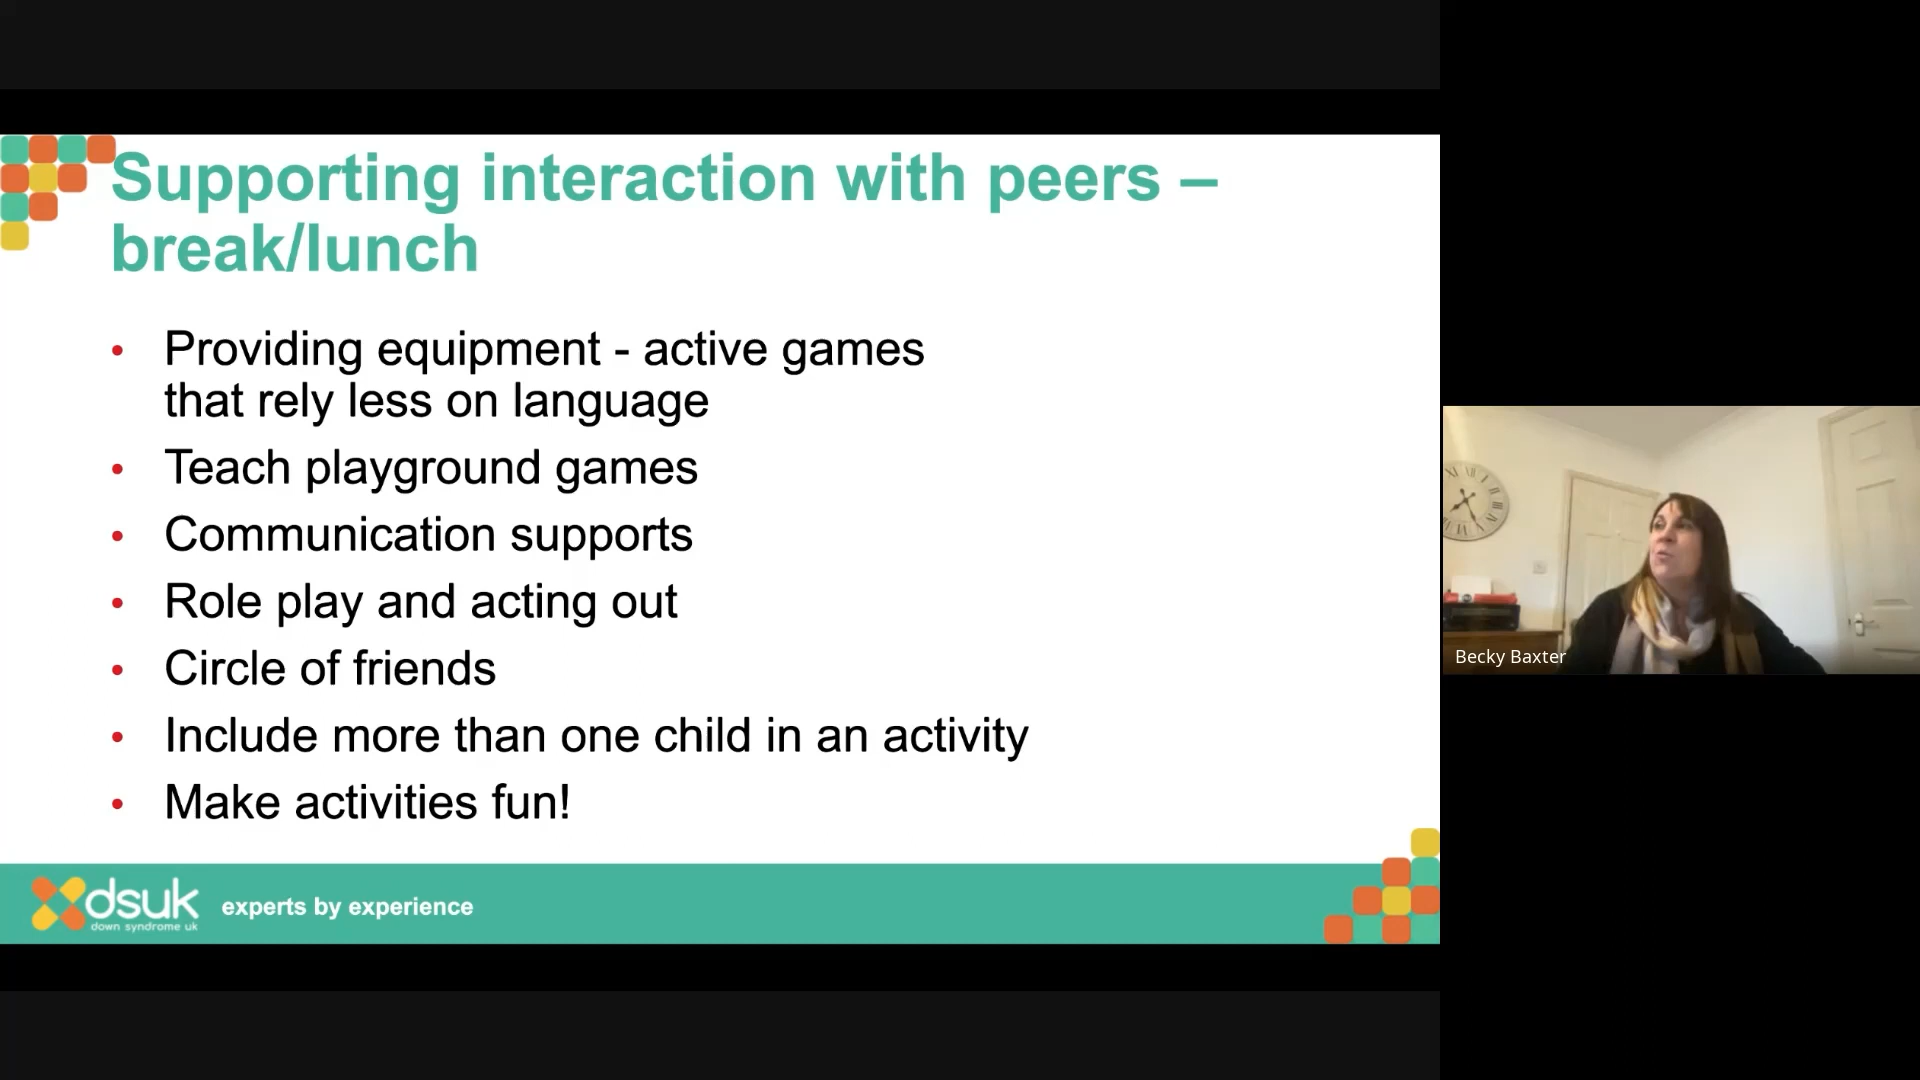 Supporting interaction with peers –
break/lunch
• Providing equipment - active games
that rely less on language
• Teach playground games
• Communication supports
• Role play and acting out
• Circle of friends
• Include more than one child in an activity
• Make activities fun!
dsuk
down syndrome uk
experts by experience
Becky Baxter